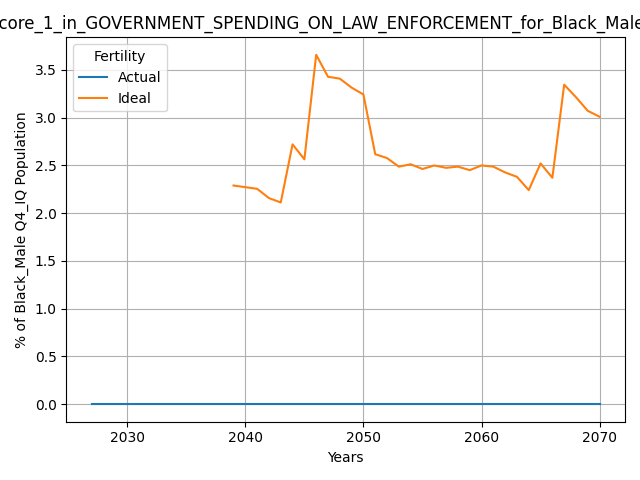 core_1_in_GOVERNMENT_SPENDING_ON_LAW_ENFORCEMENT_for_Black_Male
Fertility
Actual
Ideal
% of Black_Male Q4_IQ Population
3.5
3.0
2.5
2.0
1.5
1.0
0.5
0.0
2030 2040 2050 2060 2070
Years